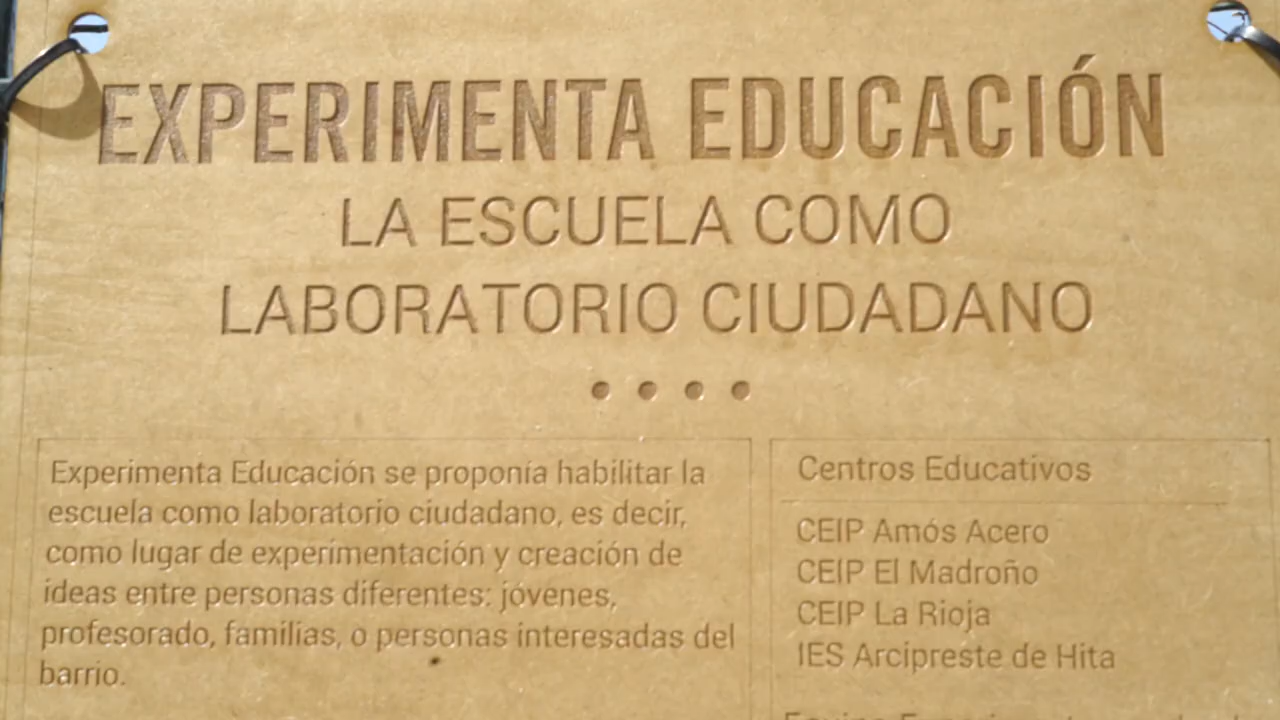 EXPERIMENTA EDUCACIÓN
LA ESCUELA COMO
LABORATORIO CIUDADANO
Experimenta Educación se proponía habilitar la
escuela como laboratorio ciudadano, es decir,
como lugar de experimentación y creación de
ideas entre personas diferentes: jóvenes,
profesorado, familias, o personas interesadas del
barrio.
Centros Educativos
CEIP Amós Acero
CEIP El Madroño
CEIP La Rioja
IES Arcipreste de Hita